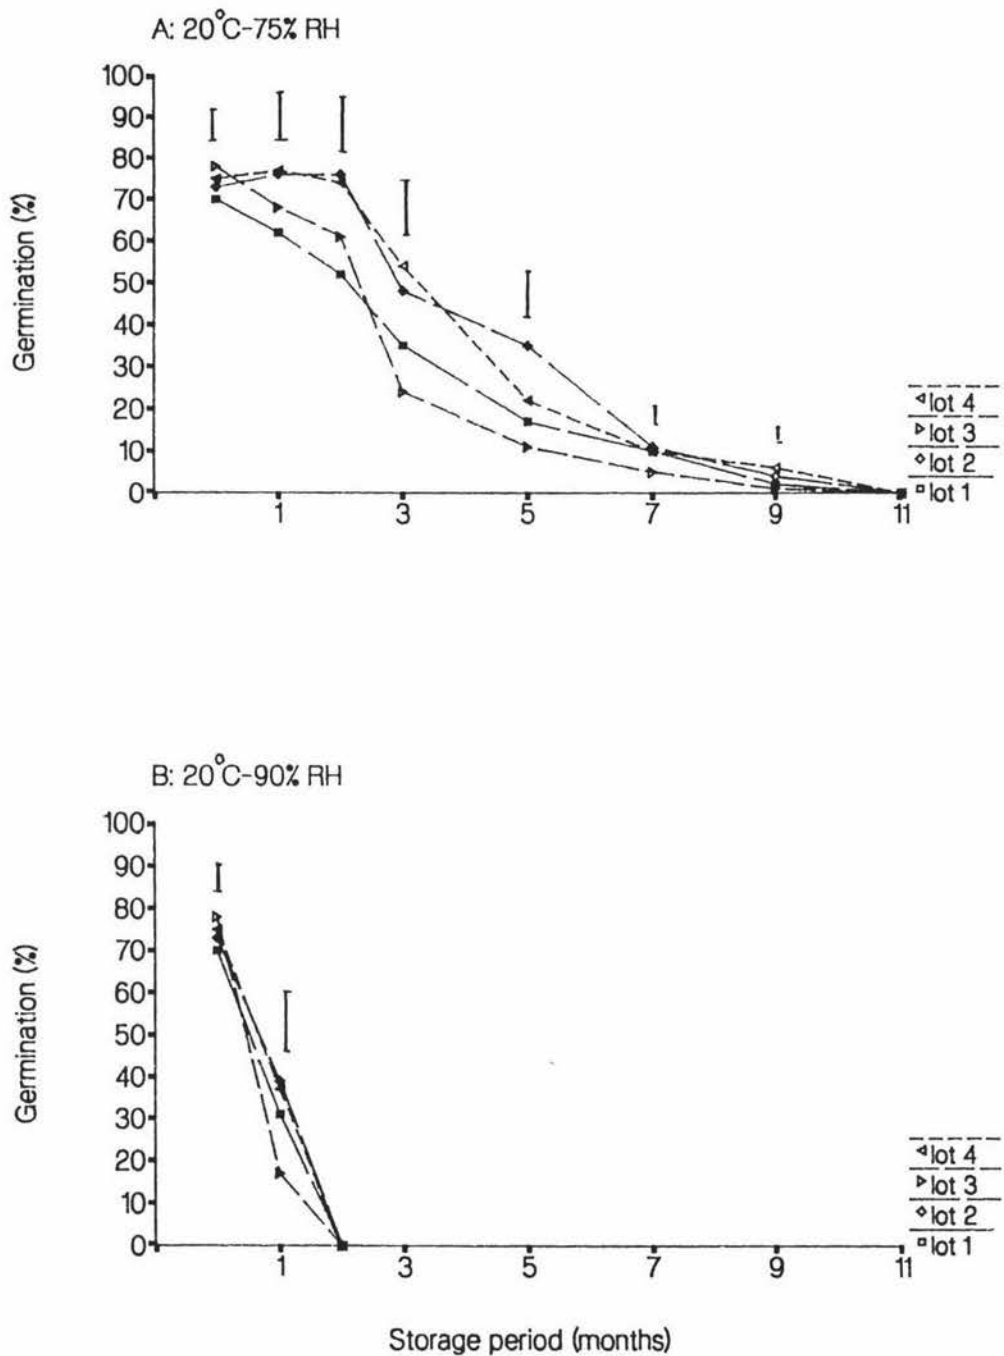 A: 20°C-75% RH
100
90
80
70
60
50
40
30
20
10
0
Germination (%)
1 3 5 7 9 11
lot 4
lot 3
lot 2
lot 1
B: 20°C-90% RH
100
90
80
70
60
50
40
30
20
10
0
Germination (%)
1 3 5 7 9 11
lot 4
lot 3
lot 2
lot 1
Storage period (months)